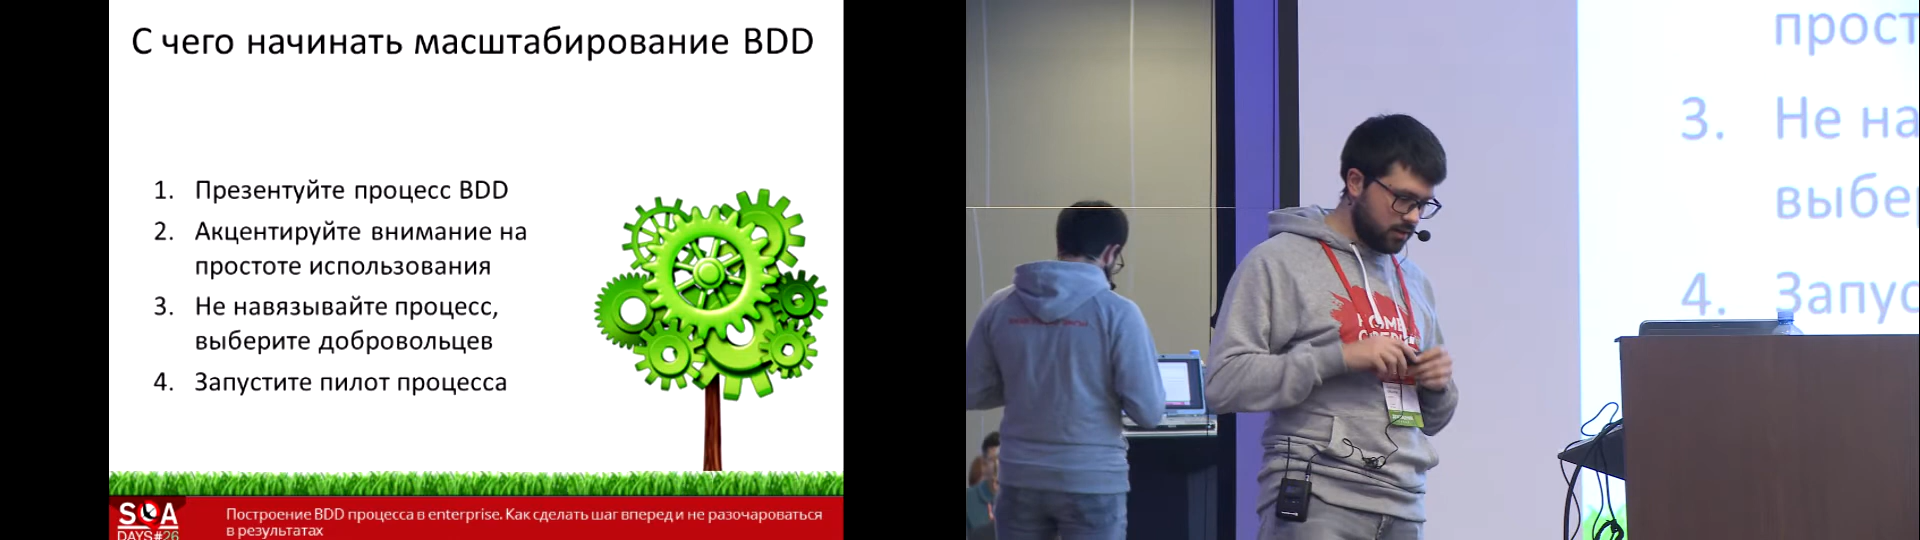 С чего начинать масштабирование BDD
1. Презентуйте процесс BDD
2. Акцентируйте внимание на
простоте использования
3. Не навязывайте процесс,
выберите добровольцев
4. Запустите пилот процесса
SQA
DAYS#26
Построение BDD процесса в enterprise. Как сделать шаг вперед и не разочароваться
в результатах
прост
3. Не на
выбе
4. Запус